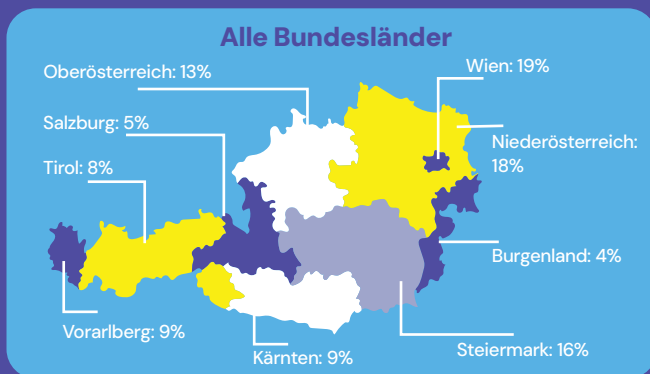 Alle Bundesländer
Oberösterreich: 13%
Wien: 19%
Salzburg: 5%
Niederösterreich:
18%
Tirol: 8%
Burgenland: 4%
Vorarlberg: 9%
Kärnten: 9%
Steiermark: 16%